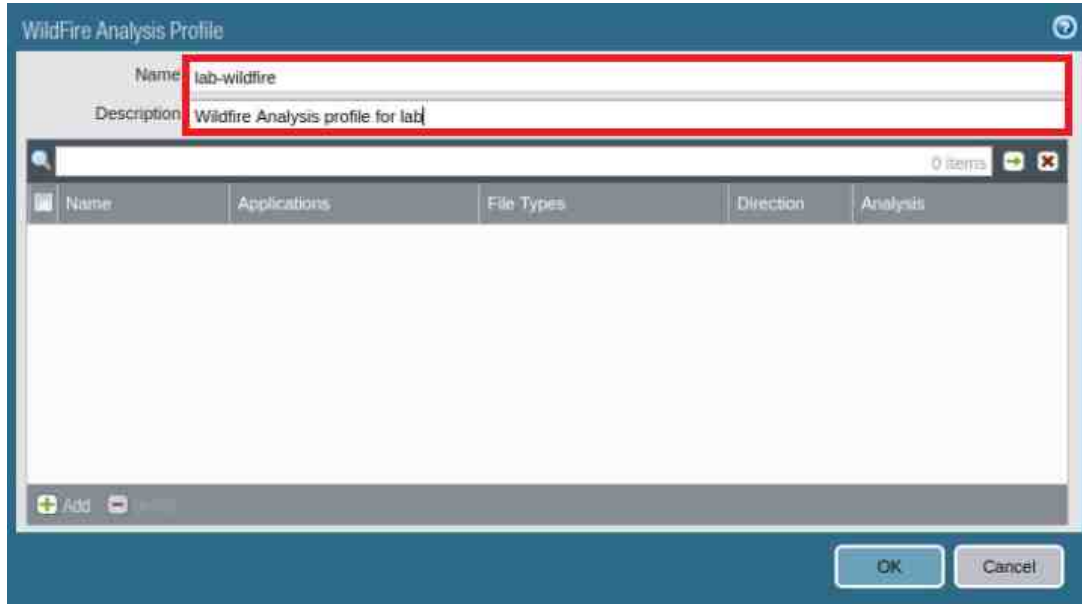 WildFire Analysis Profile
Name lab-wildfire
Description Wildfire Analysis profile for lab
0 items
Name Applications File Types Direction Analysis
Add
OK Cancel